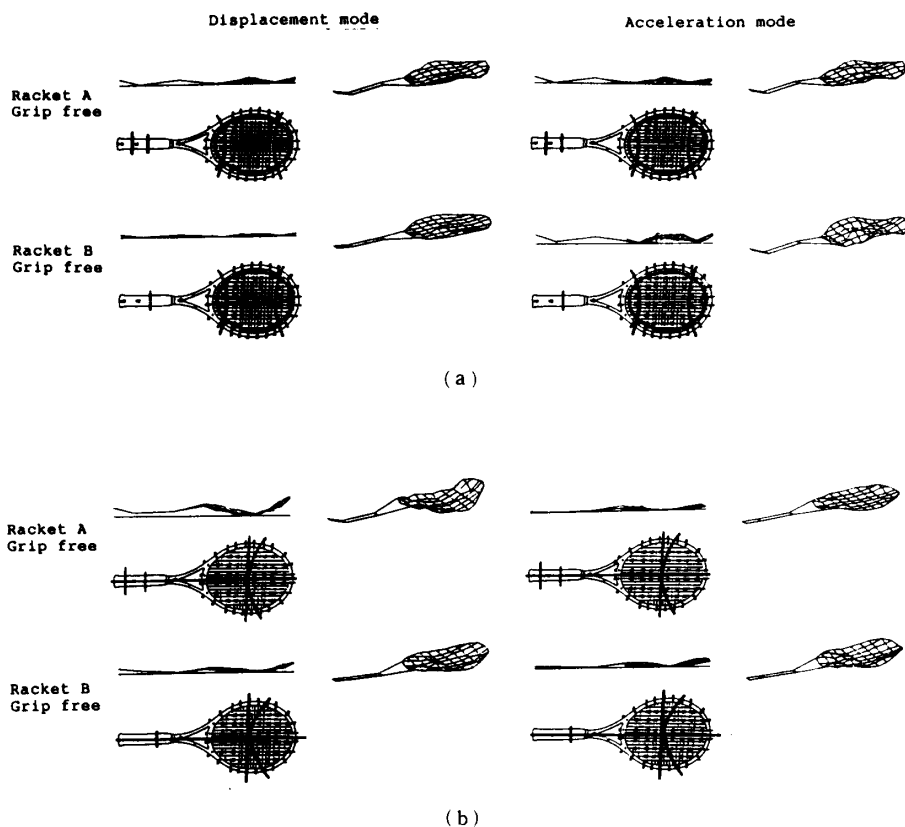 Displacement mode
Acceleration mode
Racket A
Grip free
Racket B
Grip free
(a)
Racket A
Grip free
Racket B
Grip free
(b)